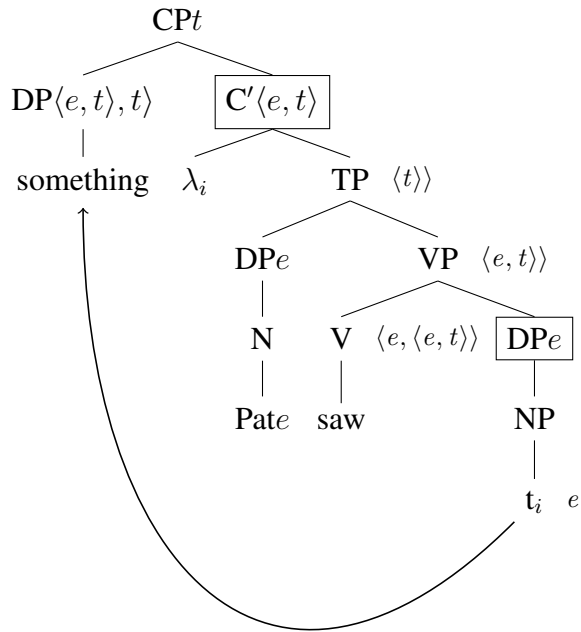 CPt
DP⟨e, t⟩, t⟩ C′⟨e, t⟩
something λi TP ⟨t⟩⟩
DPe VP ⟨e, t⟩⟩
N V ⟨e, ⟨e, t⟩⟩ DPe
Pate saw NP
ti e